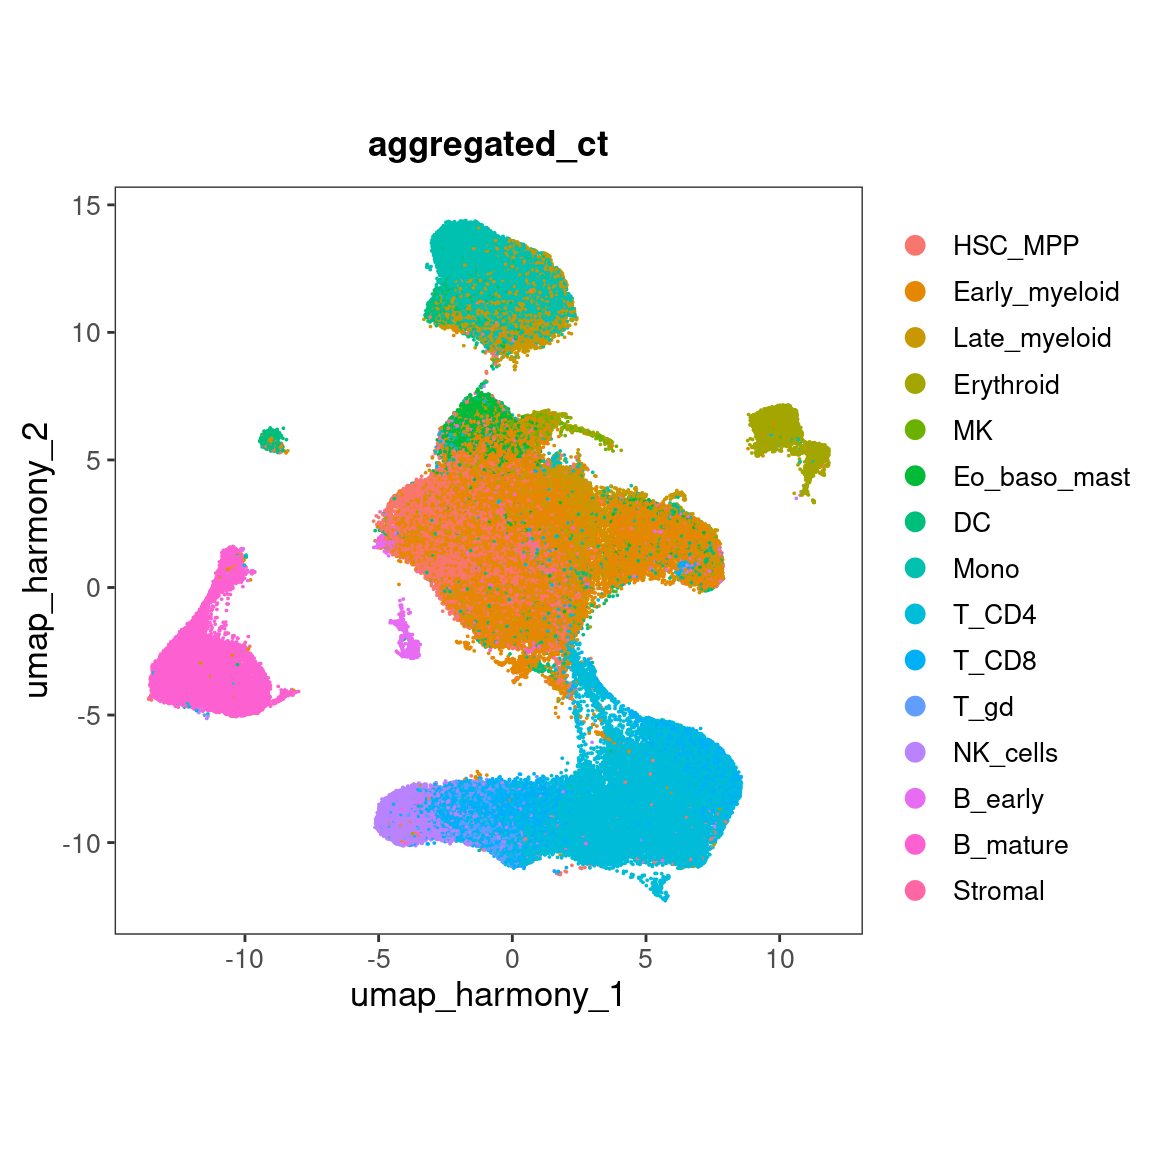 aggregated_ct
15
10
5
0
-5
-10
umap_harmony_2
-10
-5
0
5
10
umap_harmony_1
HSC_MPP
Early_myeloid
Late_myeloid
Erythroid
MK
Eo_baso_mast
DC
Mono
T_CD4
T_CD8
T_gd
NK_cells
B_early
B_mature
Stromal